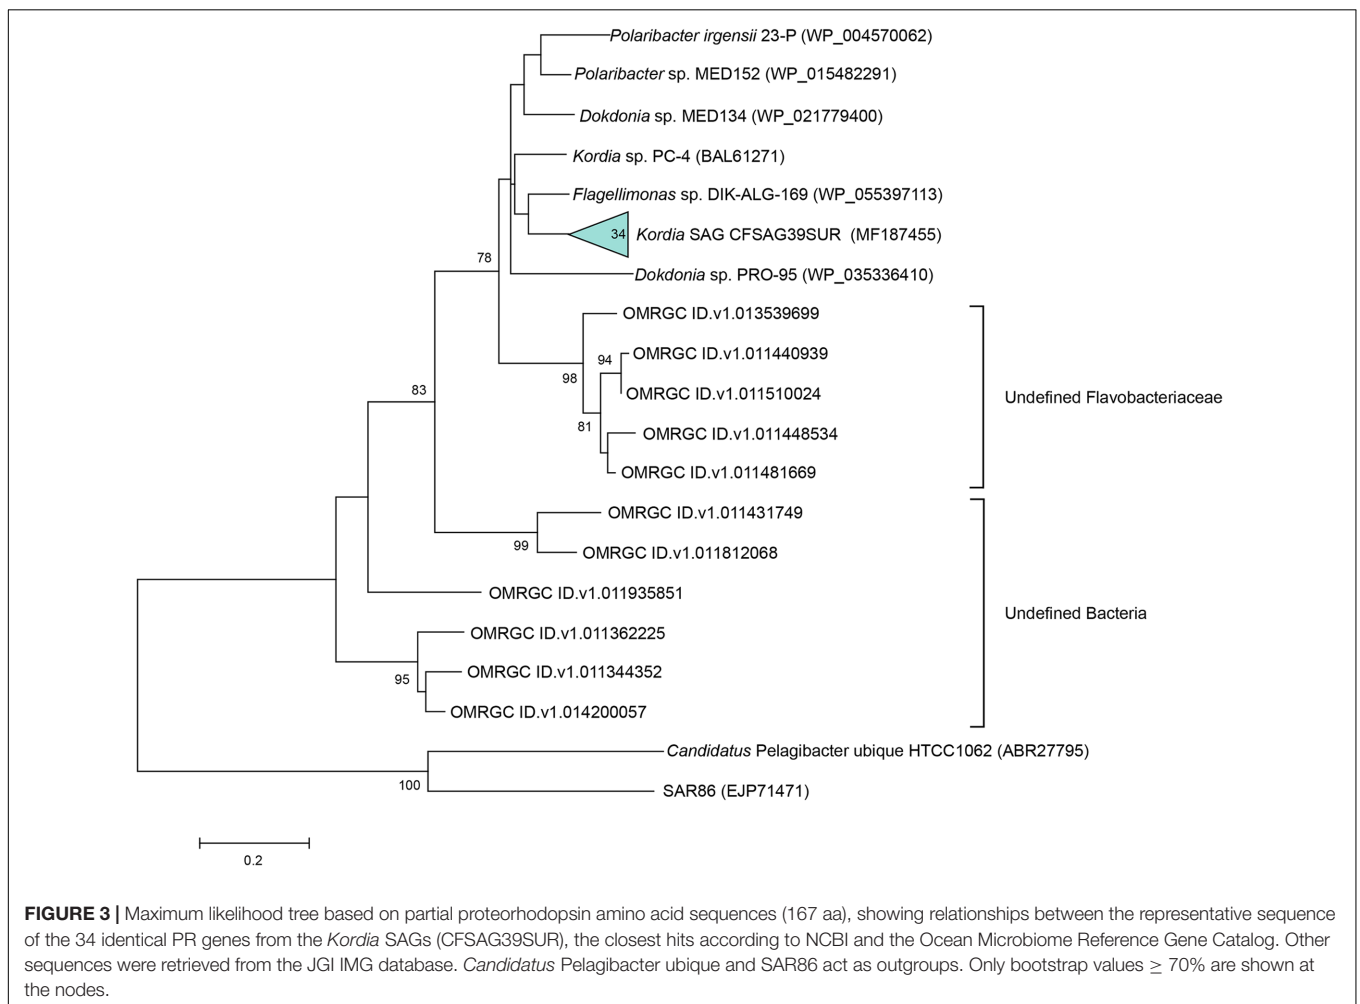 Polaribacter irgensii 23-P (WP_004570062)
Polaribacter sp. MED152 (WP_015482291)
Dokdonia sp. MED134 (WP_021779400)
Kordia sp. PC-4 (BAL61271)
Flagellimonas sp. DIK-ALG-169 (WP_055397113)
34 Kordia SAG CFSAG39SUR (MF187455)
78
Dokdonia sp. PRO-95 (WP_035336410)
OMRGC ID.v1.013539699
94 OMRGC ID.v1.011440939
98
83
OMRGC ID.v1.011510024
Undefined Flavobacteriaceae
81
OMRGC ID.v1.011448534
OMRGC ID.v1.011481669
OMRGC ID.v1.011431749
99
OMRGC ID.v1.011812068
OMRGC ID.v1.011935851
Undefined Bacteria
OMRGC ID.v1.011362225
OMRGC ID.v1.011344352
95
OMRGC ID.v1.014200057
Candidatus Pelagibacter ubique HTCC1062 (ABR27795)
100
SAR86 (EJP71471)
0.2
FIGURE 3 | Maximum likelihood tree based on partial proteorhodopsin amino acid sequences (167 aa), showing relationships between the representative sequence
of the 34 identical PR genes from the Kordia SAGs (CFSAG39SUR), the closest hits according to NCBI and the Ocean Microbiome Reference Gene Catalog. Other
sequences were retrieved from the JGI IMG database. Candidatus Pelagibacter ubique and SAR86 act as outgroups. Only bootstrap values ≥ 70% are shown at
the nodes.